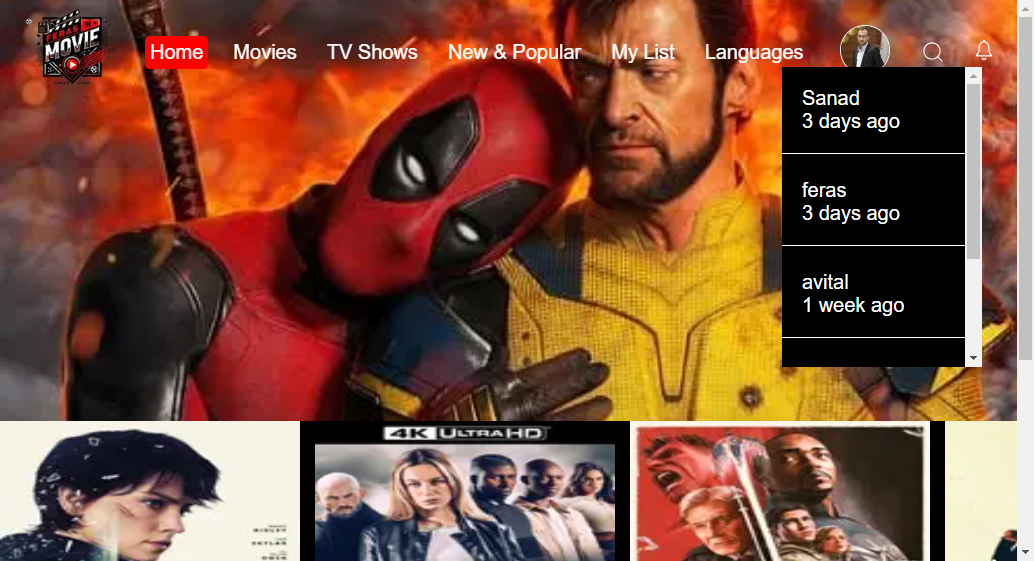 FERAS
MOVIE
Home
Movies
TV Shows
New & Popular
My List
Languages
Sanad
3 days ago
feras
3 days ago
avital
1 week ago
4K ULTRA HD
RIDLEY